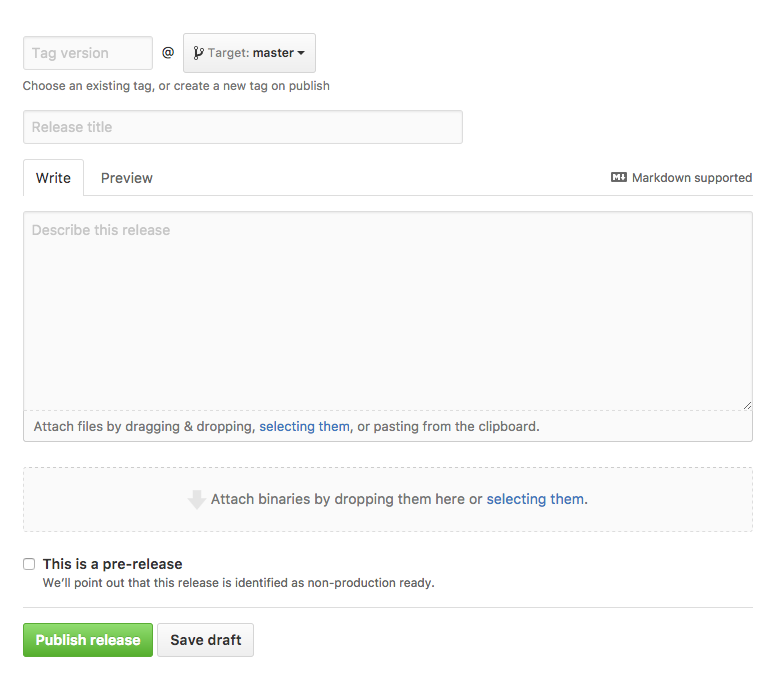 Tag version @ Target: master
Choose an existing tag, or create a new tag on publish
Release title
Write Preview Markdown supported
Describe this release
Attach files by dragging & dropping, selecting them, or pasting from the clipboard.
Attach binaries by dropping them here or selecting them.
This is a pre-release
We’ll point out that this release is identified as non-production ready.
Publish release Save draft